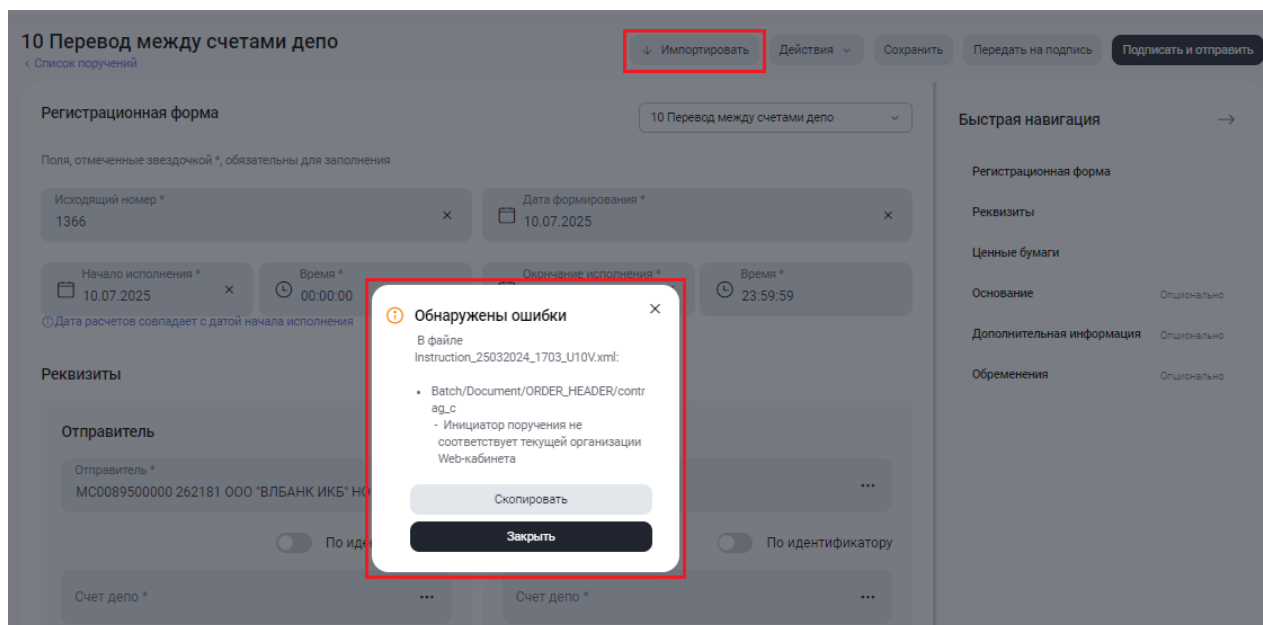 10 Перевод между счетами депо
< Список поручений
Импортировать
Действия
Сохранить
Передать на подпись
Подписать и отправить
Регистрационная форма
10 Перевод между счетами депо
Поля, отмеченные звездочкой *, обязательны для заполнения
Исходящий номер *
1366
Дата формирования *
10.07.2025
Начало исполнения *
10.07.2025
Время *
00:00:00
Окончание исполнения *
Время *
23:59:59
Дата расчетов совпадает с датой начала исполнения
Реквизиты
Отправитель
Отправитель *
МС0089500000 262181 ООО "ВЛБАНК ИКБ" НО
По иде
По идентификатору
Счет депо *
Счет депо *
Обнаружены ошибки
В файле
Instruction_25032024_1703_U10V.xml:
• Batch/Document/ORDER_HEADER/contr
ag_c
- Инициатор поручения не
соответствует текущей организации
Web-кабинета
Скопировать
Закрыть
Быстрая навигация
Регистрационная форма
Реквизиты
Ценные бумаги
Основание
Опционально
Дополнительная информация
Опционально
Обременения
Опционально